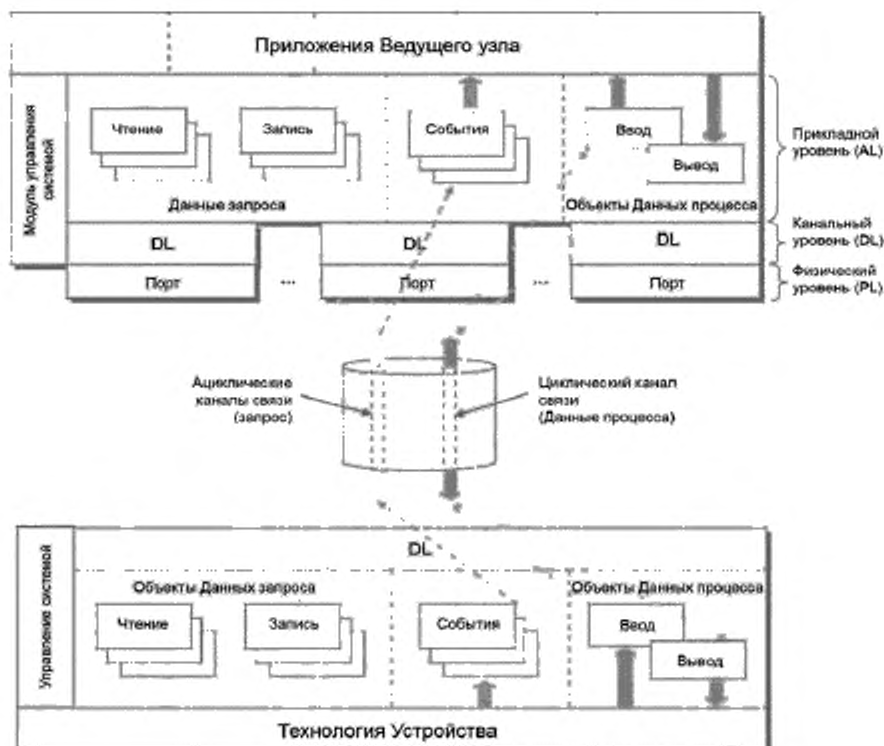 Приложения Ведущего узла
Модуль управления
системой
Чтение
Запись
События
Ввод
Вывод
Данные запроса
Объекты Данных процесса
Прикладной
уровень (AL)
DL
DL
DL
Канальный
уровень (DL)
Порт
...
Порт
...
Порт
Физический
уровень (PL)
Ациклические
каналы связи
(запрос)
Циклический канал
связи
(Данные процесса)
Управление системой
DL
Объекты Данных запроса
Объекты Данных процесса
Чтение
Запись
События
Ввод
Вывод
Технология Устройства